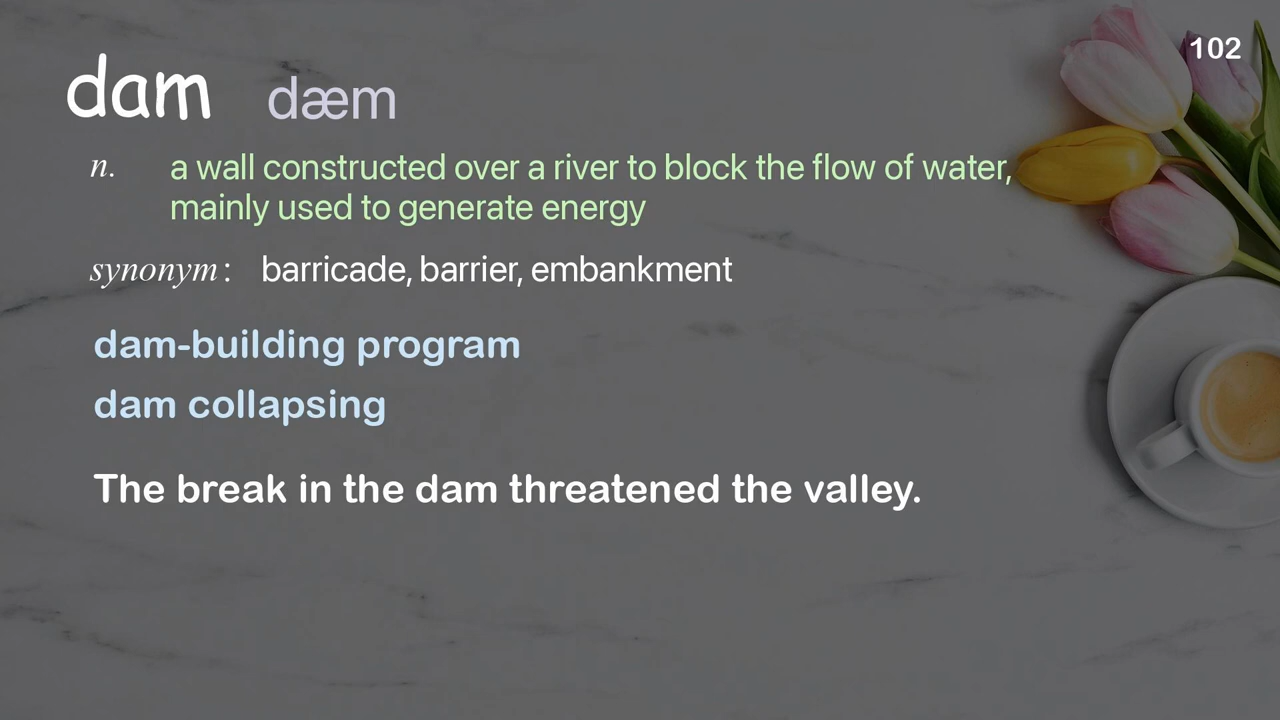 102
dam dæm
n. a wall constructed over a river to block the flow of water,
mainly used to generate energy
synonym: barricade, barrier, embankment
dam-building program
dam collapsing
The break in the dam threatened the valley.